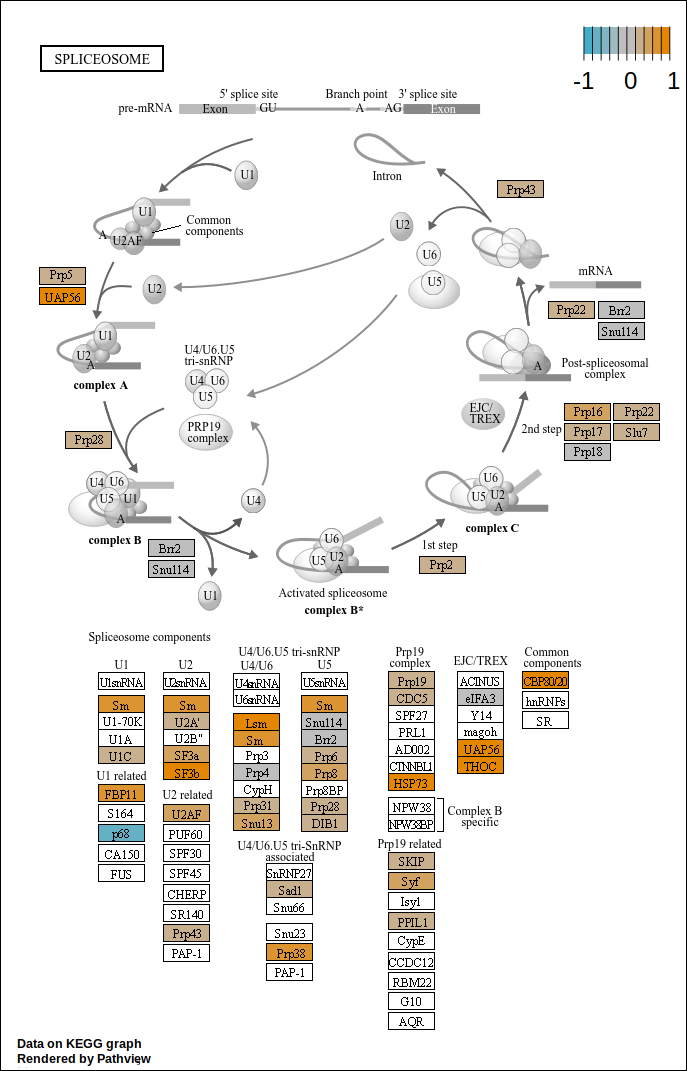 SPLICEOSOME
-1 0 1
5' splice site Branch point 3' splice site
pre-mRNA Exon GU A AG Exon
Intron
U1
Prp43
U1
A U2AF
Common
components
U2
U6
U5
mRNA
Prp5
UAP56
U2
Prp22 Brr2
Snu114
U1
U2
A
complex A
U4/U6.U5
tri-snRNP
U4 U6
U5
PRP19
complex
A
Post-spliceosomal
complex
EJC/
TREX
2nd step
Prp16 Prp22
Prp17 Slu7
Prp18
Prp28
U4 U6
U5 U1
A
complex B
U4
U6
U5 U2
A
complex C
Brr2
Snu114
U1
U6
U5 U2
A
Activated spliceosome
complex B*
1st step
Prp2
Spliceosome components
U1
U1snRNA
Sm
U1-70K
U1A
U1C
U1 related
FBP11
S164
p68
CA150
FUS
U2
U2snRNA
Sm
U2A'
U2B"
SF3a
SF3b
U2 related
U2AF
PUF60
SPF30
SPF45
CHERP
SR140
Prp43
PAP-1
U4/U6.U5 tri-snRNP
U4/U6
U4snRNA
U6snRNA
Lsm
Sm
Prp3
Prp4
CypH
Prp31
Snu13
U5
U5snRNA
Sm
Snu114
Brr2
Prp6
Prp8
Prp8BP
Prp28
DIB1
U4/U6.U5 tri-SnRNP
associated
SnRNP27
Sad1
Snu66
Snu23
Prp38
PAP-1
Prp19
complex
Prp19
CDC5
SPF27
PRL1
AD002
CTNNBL1
HSP73
NPW38
NPW38BP
Complex B
specific
Prp19 related
SKIP
Syf
Isy1
PPIL1
CypE
CCDC12
RBM22
G10
AQR
EJC/TREX
ACINUS
eIFA3
Y14
magoh
UAP56
THOC
Common
components
CBP80/20
hnRNPs
SR
Data on KEGG graph
Rendered by Pathview